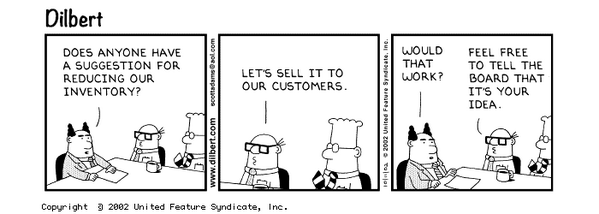 Dilbert
DOES ANYONE HAVE
A SUGGESTION FOR
REDUCING OUR
INVENTORY?
www.dilbert.com scottadams@aol.com
LET'S SELL IT TO
OUR CUSTOMERS.
© 2002 United Feature Syndicate, Inc.
WOULD
THAT
WORK?
FEEL FREE
TO TELL THE
BOARD THAT
IT'S YOUR
IDEA.
Copyright © 2002 United Feature Syndicate, Inc.